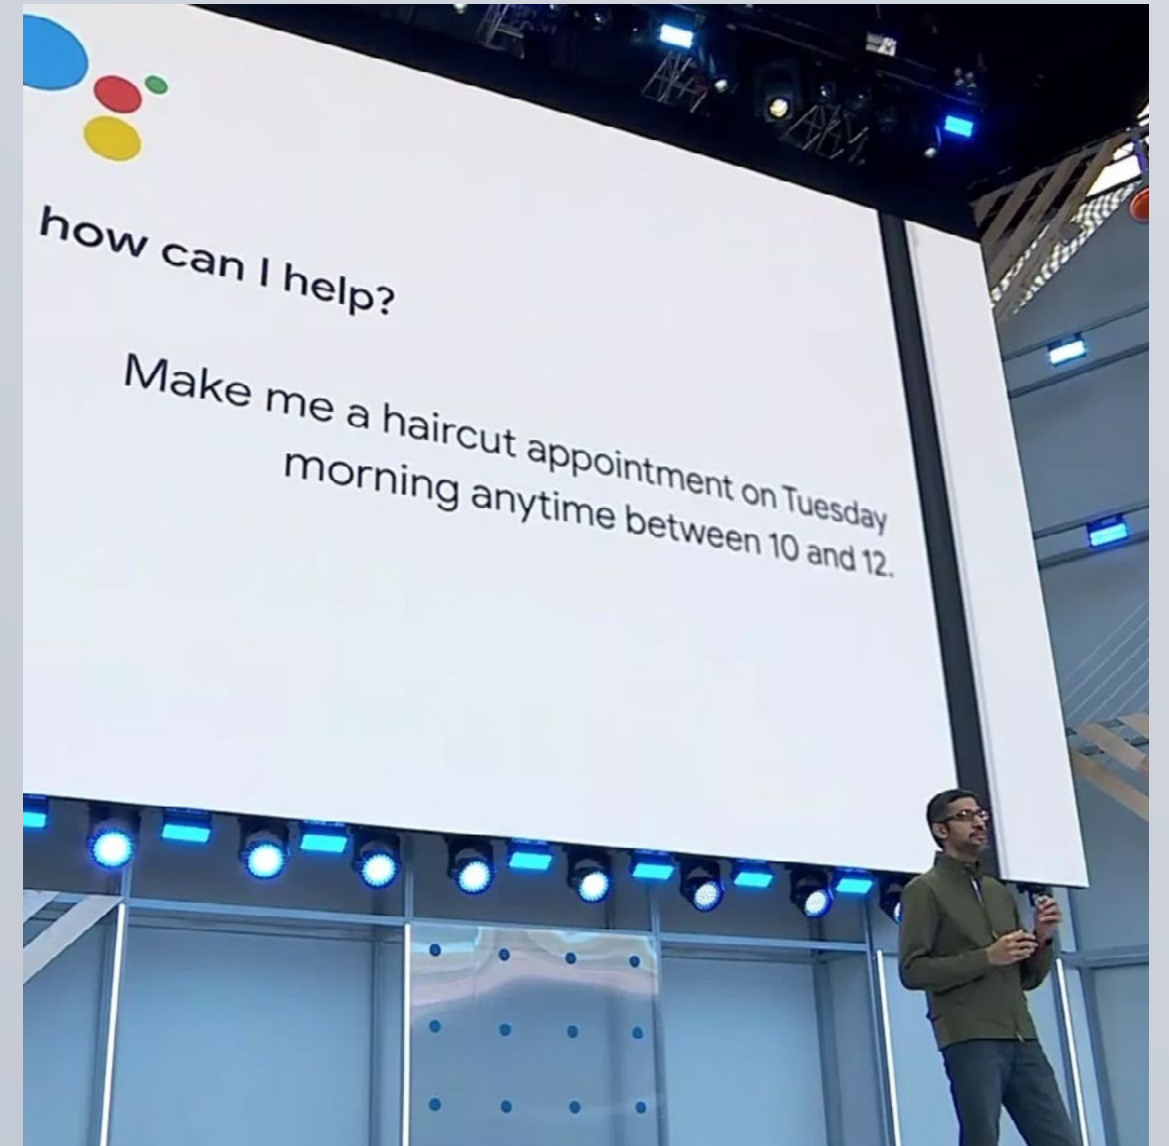 how can I help?
Make me a haircut appointment on Tuesday
morning anytime between 10 and 12.